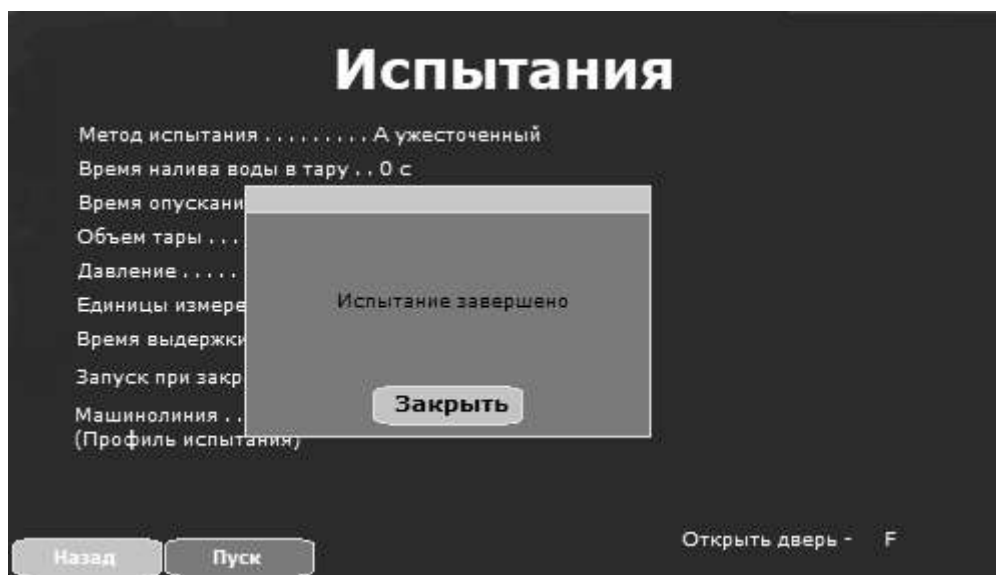 Испытания
Метод испытания . . . . . . . . . А ужесточенный
Время налива воды в тару . . 0 с
Время опускани
Объем тары . . . .
Давление . . . . .
Единицы измере
Испытание завершено
Время выдержки
Запуск при закр
Закрыть
Машинолиния . .
(Профиль испытания)
Открыть дверь - F
Назад
Пуск